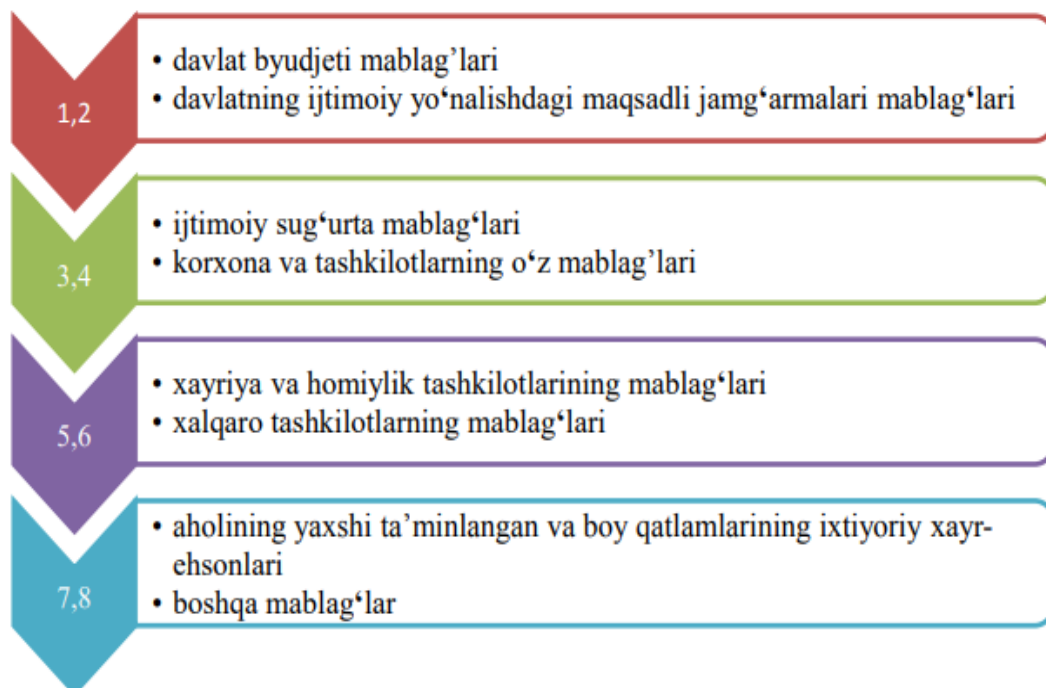 1,2
• davlat byudjeti mablag’lari
• davlatning ijtimoiy yo‘nalishdagi maqsadli jamg‘armalari mablag‘lari
3,4
• ijtimoiy sug‘urta mablag‘lari
• korxona va tashkilotlarning o‘z mablag’lari
5,6
• xayriya va homiylik tashkilotlarining mablag‘lari
• xalqaro tashkilotlarning mablag‘lari
7,8
• aholining yaxshi ta’minlangan va boy qatlamlarining ixtiyoriy xayr-
ehsonlari
• boshqa mablag‘lar